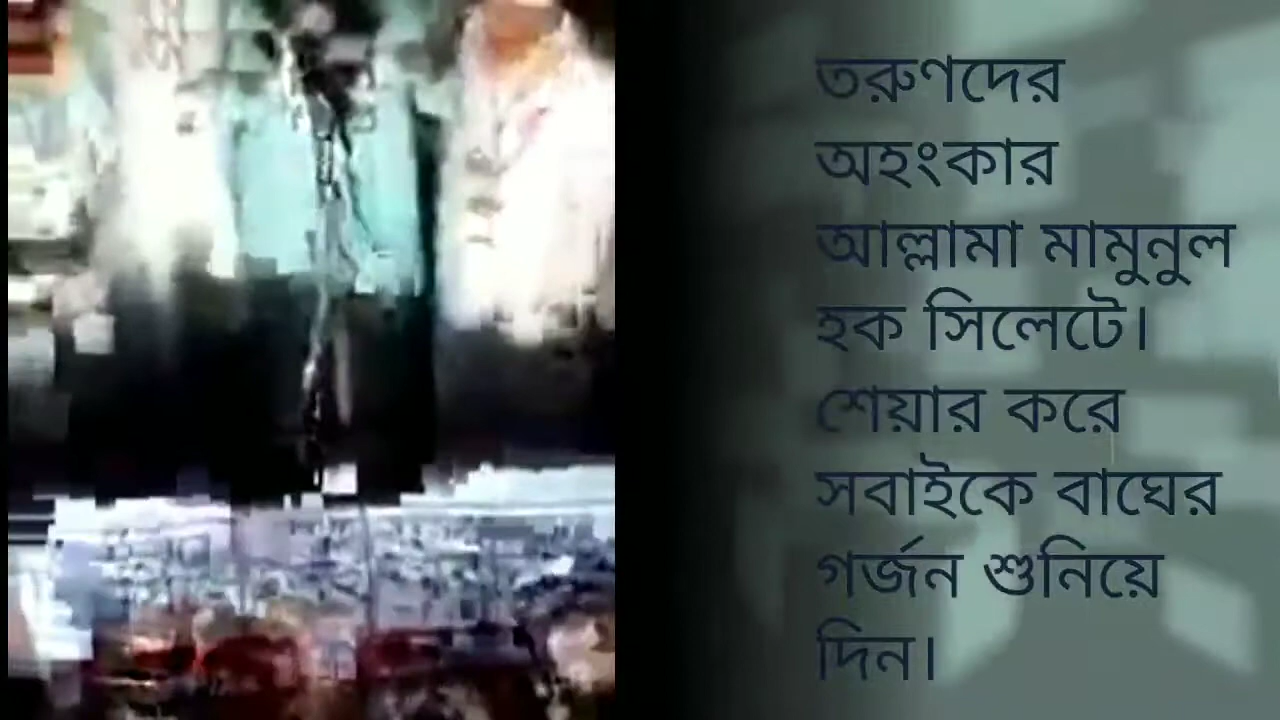 তরুণদের
অহংকার
আল্লামা মামুনুল
হক সিলেটে।
শেয়ার করে
সবাইকে বাঘের
গর্জন শুনিয়ে
দিন।